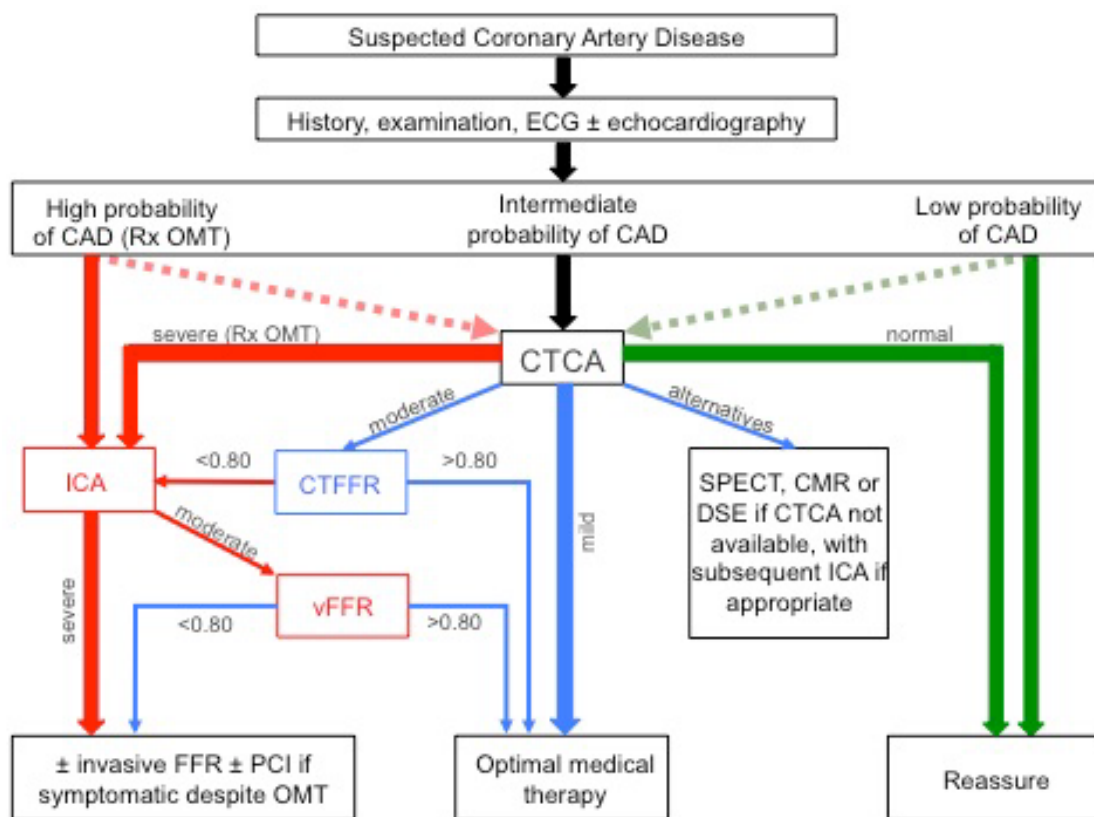 Suspected Coronary Artery Disease
History, examination, ECG ± echocardiography
High probability
of CAD (Rx OMT)
Intermediate
probability of CAD
Low probability
of CAD
severe (Rx OMT)
CTCA
normal
moderate
alternatives
ICA
<0.80
CTFFR
>0.80
SPECT, CMR or
DSE if CTCA not
available, with
subsequent ICA if
appropriate
moderate
mild
severe
<0.80
vFFR
>0.80
± invasive FFR ± PCI if
symptomatic despite OMT
Optimal medical
therapy
Reassure